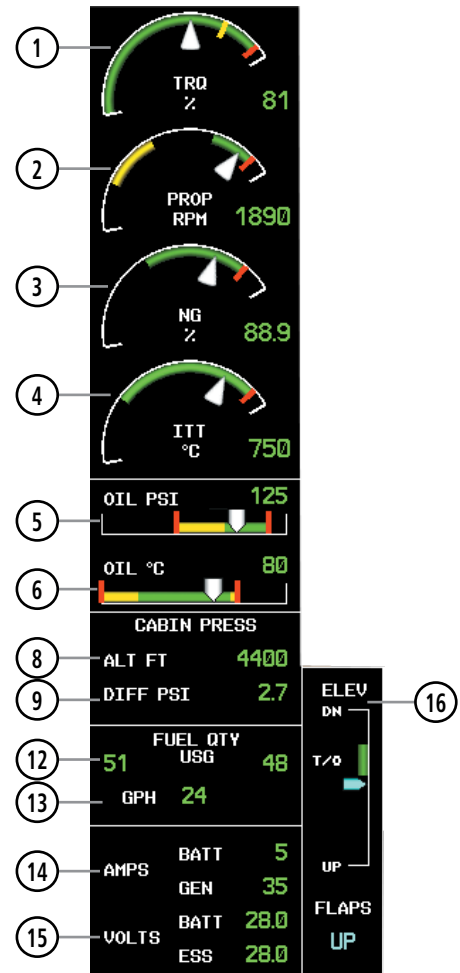 1
TRQ
%
81
2
PROP
RPM
1890
3
NG
%
88.9
4
ITT
°C
750
5
OIL PSI
125
6
OIL °C
80
CABIN PRESS
8
ALT FT
4400
9
DIFF PSI
2.7
FUEL QTY
12
51
USG
48
13
GPH
24
14
AMPS
BATT
5
GEN
35
15
VOLTS
BATT
28.0
ESS
28.0
ELEV
16
DN
T/O
UP
FLAPS
UP